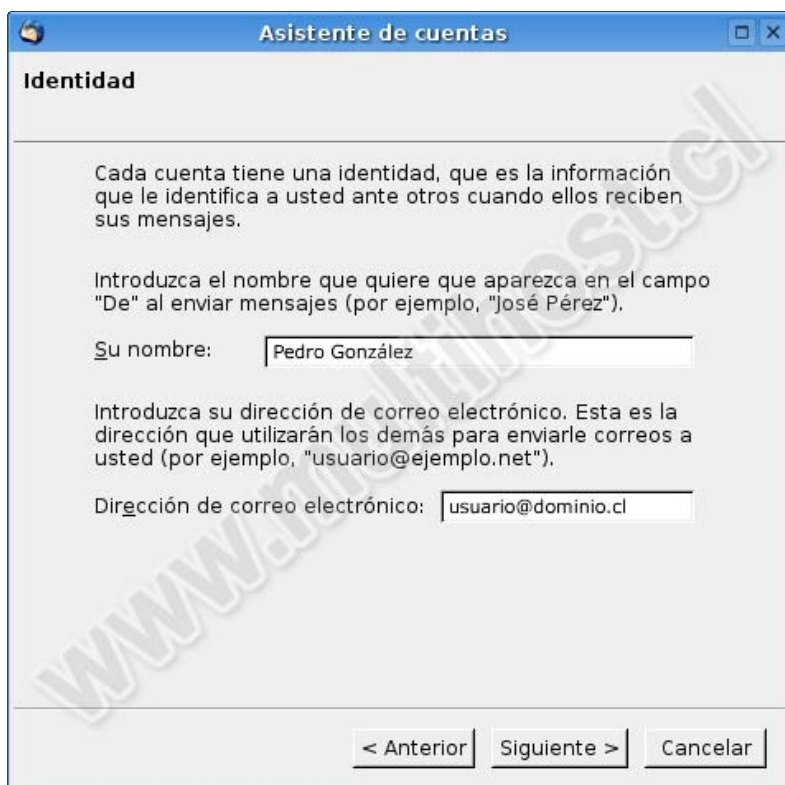 Asistente de cuentas
Identidad
Cada cuenta tiene una identidad, que es la información
que le identifica a usted ante otros cuando ellos reciben
sus mensajes.
Introduzca el nombre que quiere que aparezca en el campo
"De" al enviar mensajes (por ejemplo, "José Pérez").
Su nombre: Pedro González
Introduzca su dirección de correo electrónico. Esta es la
dirección que utilizarán los demás para enviarle correos a
usted (por ejemplo, "usuario@ejemplo.net").
Dirección de correo electrónico: usuario@dominio.cl
< Anterior Siguiente > Cancelar
www.multihost.cl